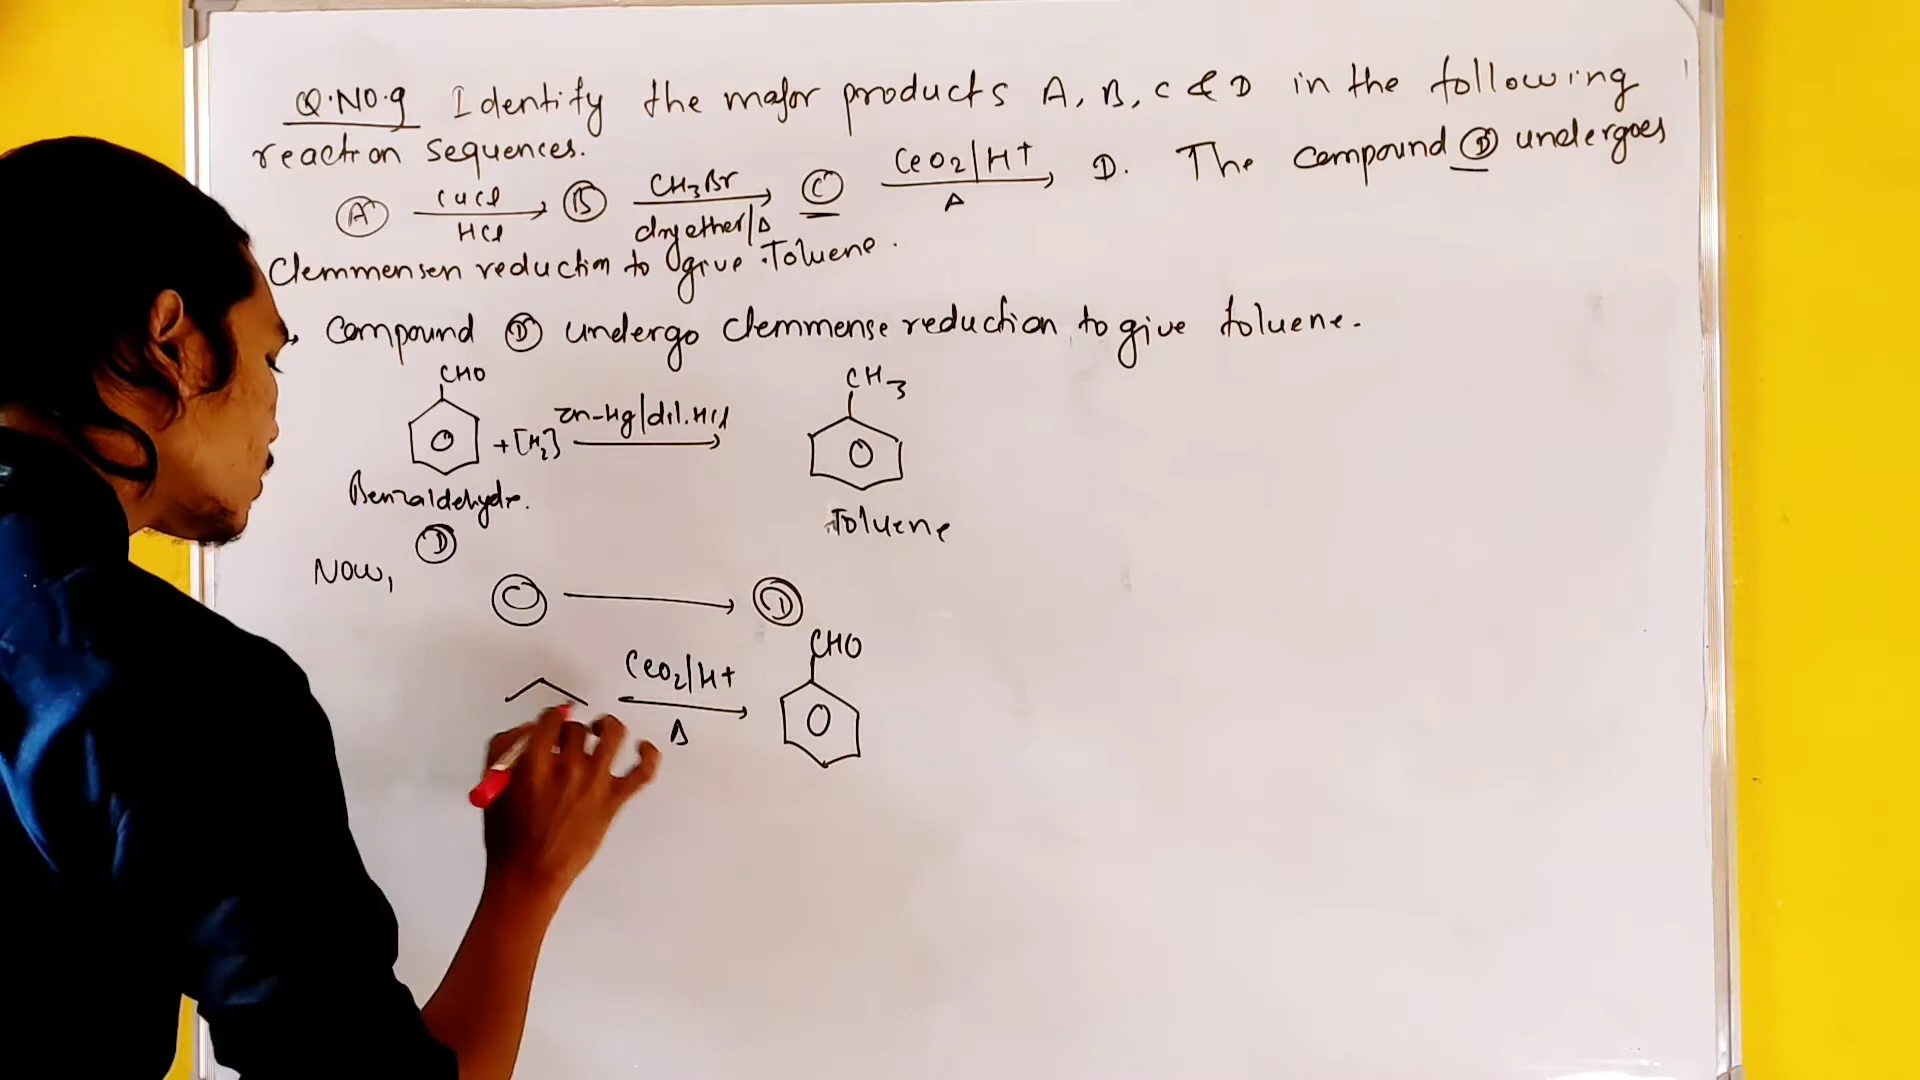 Q.NO.9 Identify the major products A, B, C & D in the following
reaction sequences.
A CuCl HCl B CH3Br dry ether/Δ C CeO2/H+ Δ D. The compound D undergoes
Clemmensen reduction to give Toluene.
compound D undergo Clemmense reduction to give toluene.
CHO
CH3
+[H2] Zn-Hg/dil.HCl
Benzaldehyde.
Toluene
D
Now,
C D
CHO
CeO2/H+
Δ